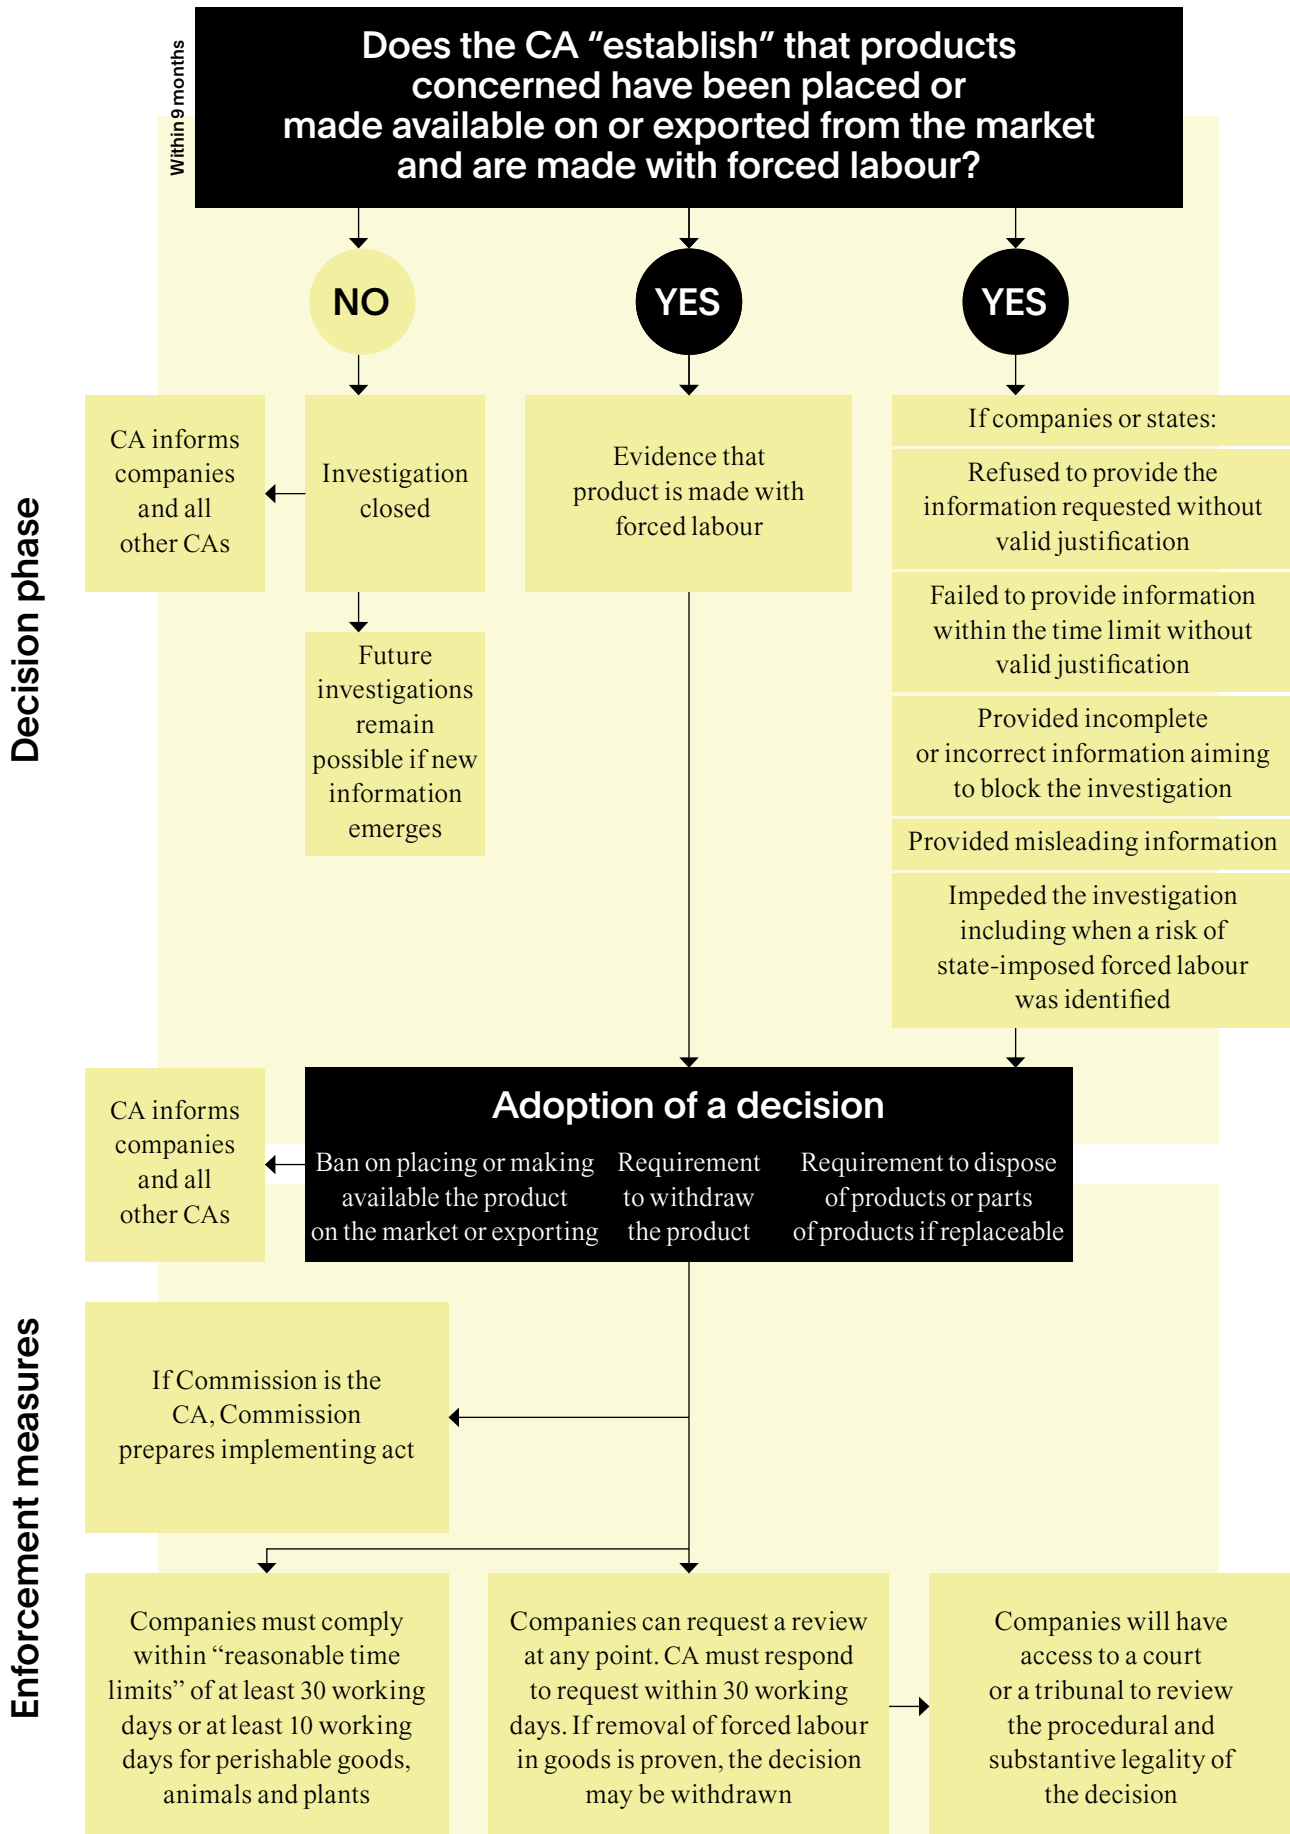 Within 9 months
Does the CA “establish” that products
concerned have been placed or
made available on or exported from the market
and are made with forced labour?
NO
YES
YES
Decision phase
CA informs
companies
and all
other CAs
Investigation
closed
Future
investigations
remain
possible if new
information
emerges
Evidence that
product is made with
forced labour
If companies or states:
Refused to provide the
information requested without
valid justification
Failed to provide information
within the time limit without
valid justification
Provided incomplete
or incorrect information aiming
to block the investigation
Provided misleading information
Impeded the investigation
including when a risk of
state-imposed forced labour
was identified
CA informs
companies
and all
other CAs
Adoption of a decision
Ban on placing or making
available the product
on the market or exporting
Requirement
to withdraw
the product
Requirement to dispose
of products or parts
of products if replaceable
Enforcement measures
If Commission is the
CA, Commission
prepares implementing act
Companies must comply
within “reasonable time
limits” of at least 30 working
days or at least 10 working
days for perishable goods,
animals and plants
Companies can request a review
at any point. CA must respond
to request within 30 working
days. If removal of forced labour
in goods is proven, the decision
may be withdrawn
Companies will have
access to a court
or a tribunal to review
the procedural and
substantive legality of
the decision